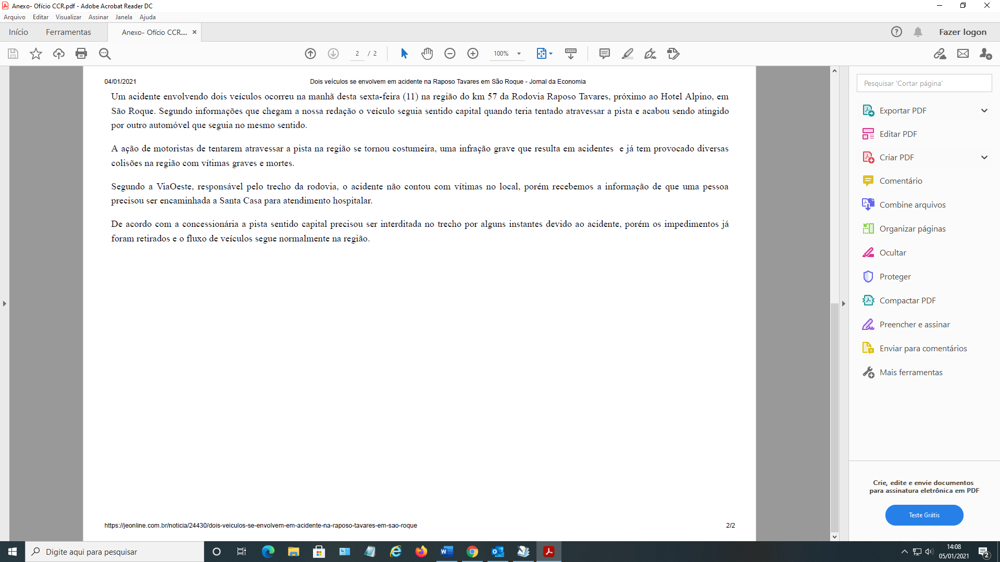 Anexo- Ofício CCR.pdf - Adobe Acrobat Reader DC
Arquivo Editar Visualizar Assinar Janela Ajuda
Início Ferramentas Anexo- Ofício CCR.... × Fazer logon
2 / 2 100%
Pesquisar 'Cortar página'
Exportar PDF
Editar PDF
Criar PDF
Comentário
Combine arquivos
Organizar páginas
Ocultar
Proteger
Compactar PDF
Preencher e assinar
Enviar para comentários
Mais ferramentas
Crie, edite e envie documentos
para assinatura eletrônica em PDF
Teste Grátis
04/01/2021 Dois veículos se envolvem em acidente na Raposo Tavares em São Roque - Jornal da Economia
Um acidente envolvendo dois veículos ocorreu na manhã desta sexta-feira (11) na região do km 57 da Rodovia Raposo Tavares, próximo ao Hotel Alpino, em
São Roque. Segundo informações que chegam a nossa redação o veículo seguia sentido capital quando teria tentado atravessar a pista e acabou sendo atingido
por outro automóvel que seguia no mesmo sentido.
A ação de motoristas de tentarem atravessar a pista na região se tornou costumeira, uma infração grave que resulta em acidentes  e já tem provocado diversas
colisões na região com vítimas graves e mortes.
Segundo a ViaOeste, responsável pelo trecho da rodovia, o acidente não contou com vítimas no local, porém recebemos a informação de que uma pessoa
precisou ser encaminhada a Santa Casa para atendimento hospitalar.
De acordo com a concessionária a pista sentido capital precisou ser interditada no trecho por alguns instantes devido ao acidente, porém os impedimentos já
foram retirados e o fluxo de veículos segue normalmente na região.
https://jeonline.com.br/noticia/24430/dois-veiculos-se-envolvem-em-acidente-na-raposo-tavares-em-sao-roque 2/2
Digite aqui para pesquisar
14:08
05/01/2021
2